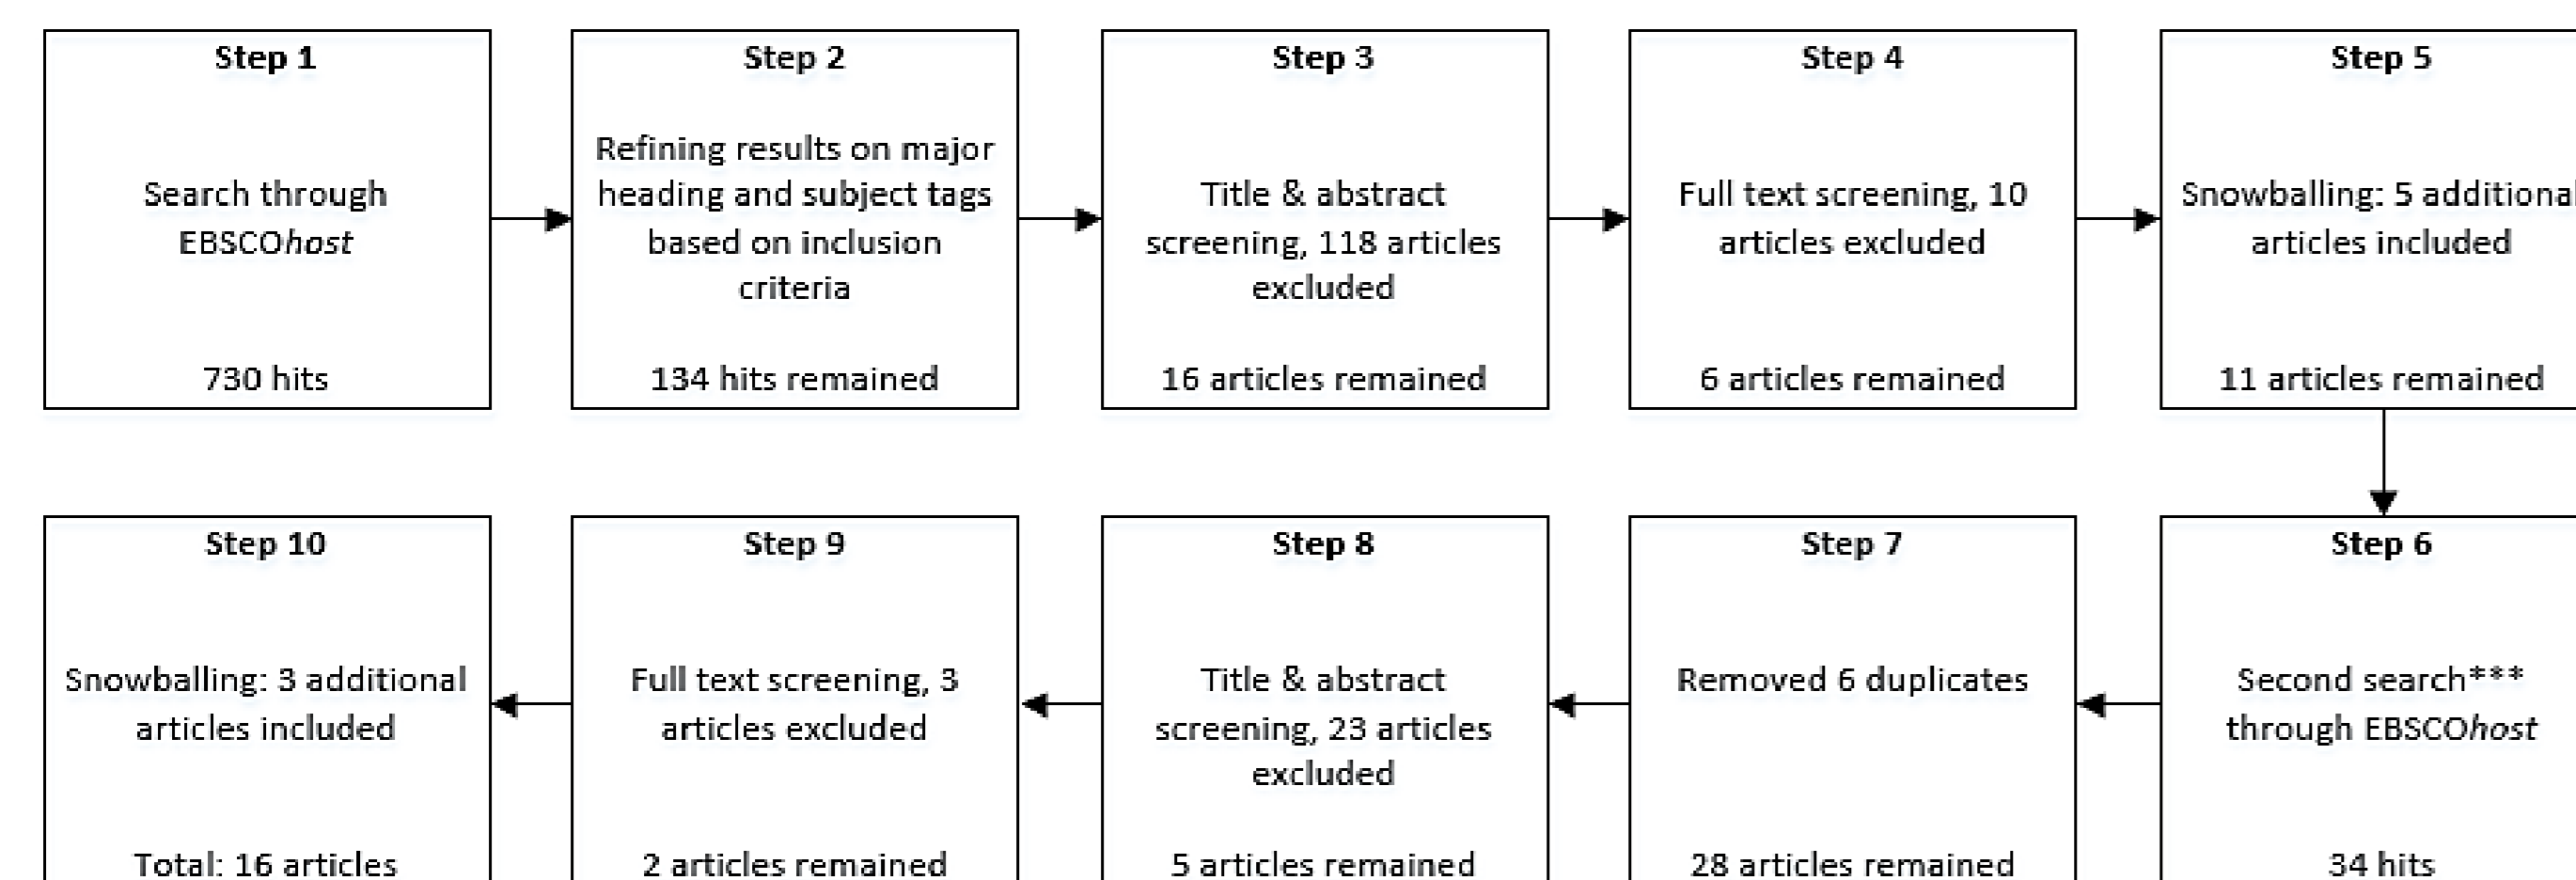 Step 1
Search through
EBSCOhost
730 hits
Step 2
Refining results on major
heading and subject tags
based on inclusion
criteria
134 hits remained
Step 3
Title & abstract
screening, 118 articles
excluded
16 articles remained
Step 4
Full text screening, 10
articles excluded
6 articles remained
Step 5
Snowballing: 5 additional
articles included
11 articles remained
Step 6
Second search***
through EBSCOhost
34 hits
Step 7
Removed 6 duplicates
28 articles remained
Step 8
Title & abstract
screening, 23 articles
excluded
5 articles remained
Step 9
Full text screening, 3
articles excluded
2 articles remained
Step 10
Snowballing: 3 additional
articles included
Total: 16 articles